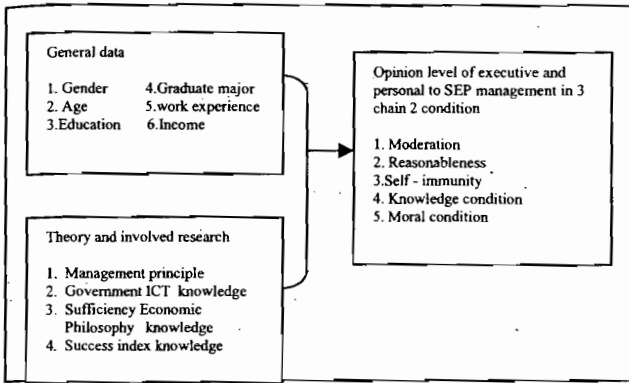 General data
1. Gender 4.Graduate major
2. Age 5.work experience
3.Education 6.Income
Theory and involved research
1. Management principle
2. Government ICT knowledge
3. Sufficiency Economic
Philosophy knowledge
4. Success index knowledge
Opinion level of executive and
personal to SEP management in 3
chain 2 condition
1. Moderation
2. Reasonableness
3.Self - immunity
4. Knowledge condition
5. Moral condition